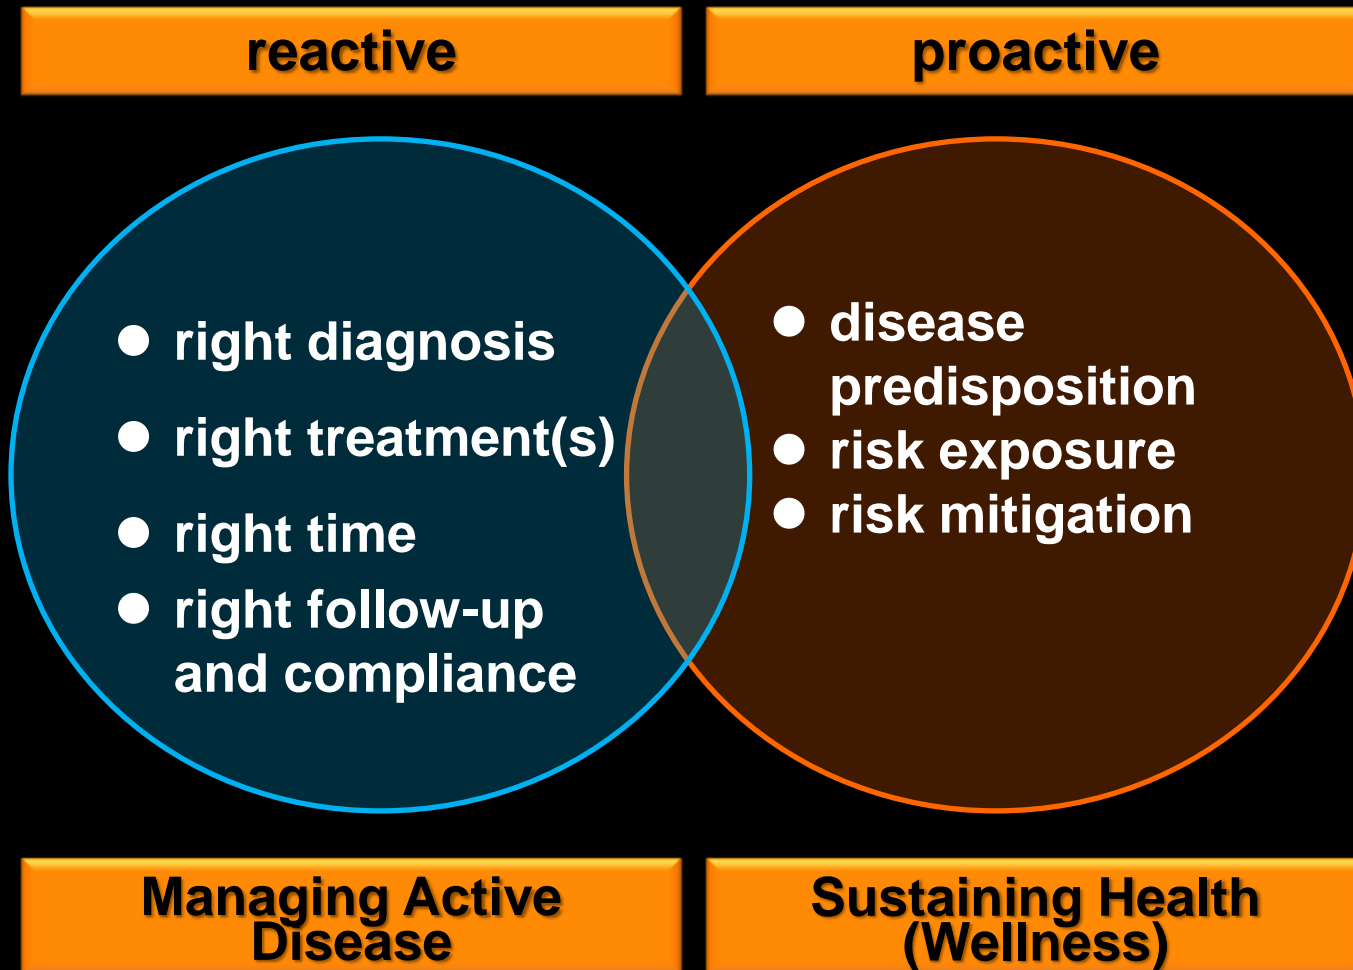 reactive
proactive
● right diagnosis
● right treatment(s)
● right time
● right follow-up
and compliance
● disease
predisposition
● risk exposure
● risk mitigation
Managing Active
Disease
Sustaining Health
(Wellness)